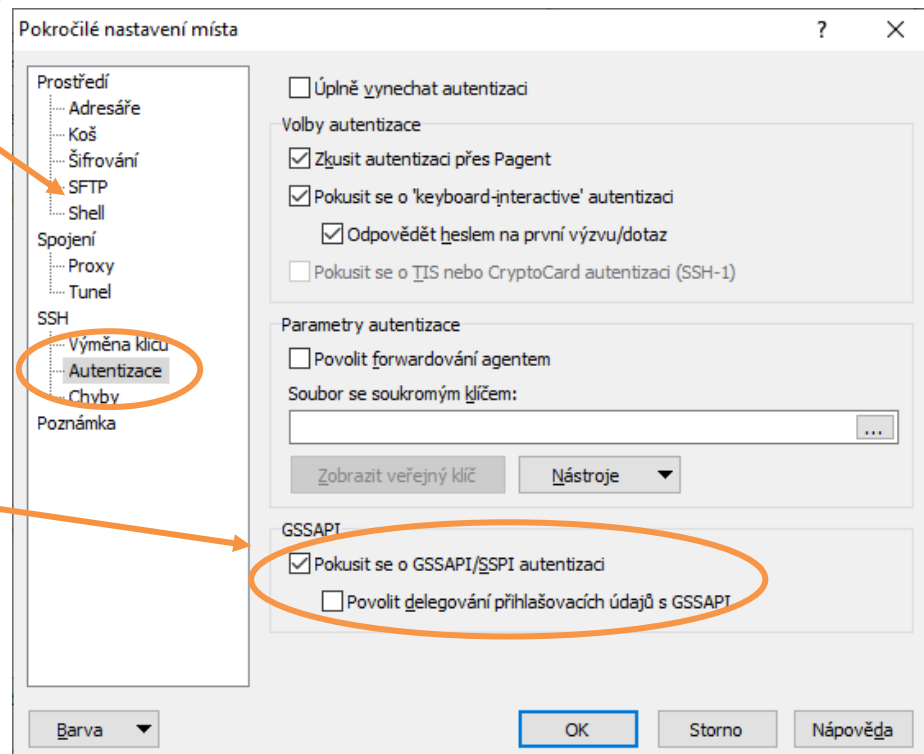 Pokročilé nastavení místa
?
Prostředí
Adresáře
Koš
Šifrování
SFTP
Shell
Spojení
Proxy
Tunel
SSH
Výměna klíčů
Autentizace
Chyby
Poznámka
Úplně vynechat autentizaci
Volby autentizace
Zkusit autentizaci přes Pagent
Pokusit se o 'keyboard-interactive' autentizaci
Odpovědět heslem na první výzvu/dotaz
Pokusit se o TIS nebo CryptoCard autentizaci (SSH-1)
Parametry autentizace
Povolit forwardování agentem
Soubor se soukromým klíčem:
...
Zobrazit veřejný klíč
Nástroje
GSSAPI
Pokusit se o GSSAPI/SSPI autentizaci
Povolit delegování přihlašovacích údajů s GSSAPI
Barva
OK
Storno
Nápověda